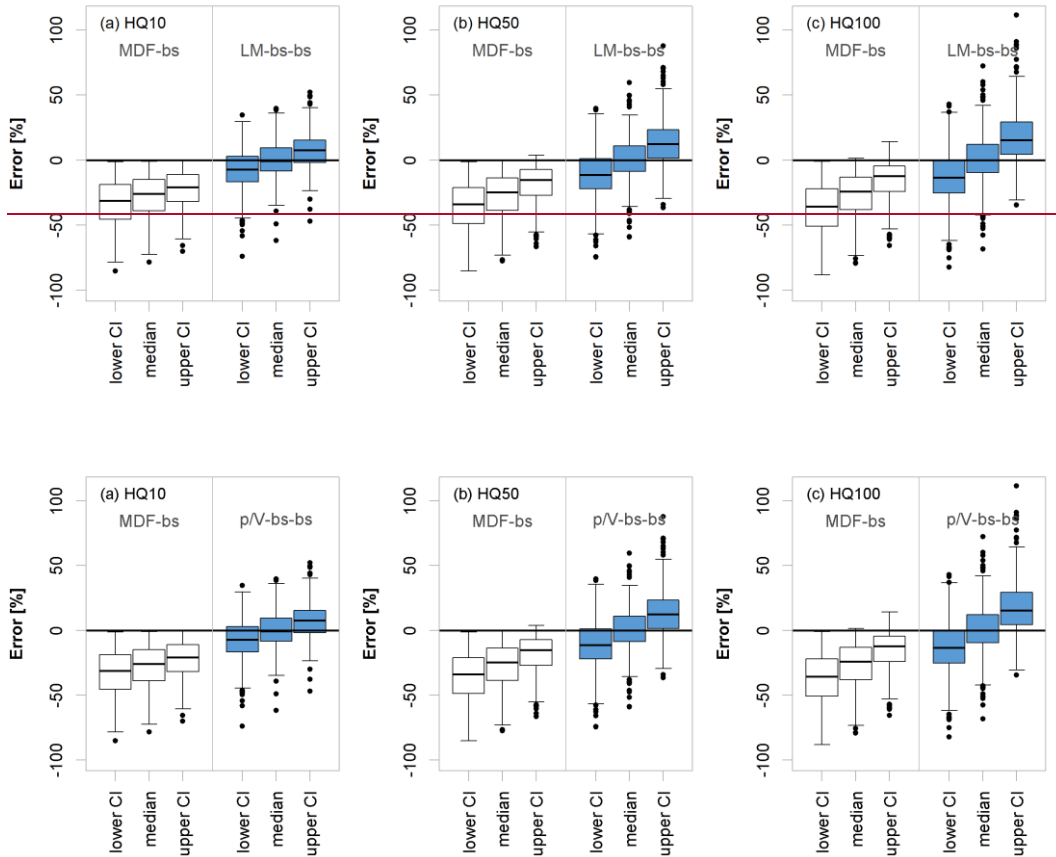 (a) HQ10
MDF-bs LM-bs-bs
Error [%]
100
50
0
-50
-100
lower CI
median
upper CI
lower CI
median
upper CI
(b) HQ50
MDF-bs LM-bs-bs
Error [%]
100
50
0
-50
-100
lower CI
median
upper CI
lower CI
median
upper CI
(c) HQ100
MDF-bs LM-bs-bs
Error [%]
100
50
0
-50
-100
lower CI
median
upper CI
lower CI
median
upper CI
(a) HQ10
MDF-bs p/V-bs-bs
Error [%]
100
50
0
-50
-100
lower CI
median
upper CI
lower CI
median
upper CI
(b) HQ50
MDF-bs p/V-bs-bs
Error [%]
100
50
0
-50
-100
lower CI
median
upper CI
lower CI
median
upper CI
(c) HQ100
MDF-bs p/V-bs-bs
Error [%]
100
50
0
-50
-100
lower CI
median
upper CI
lower CI
median
upper CI